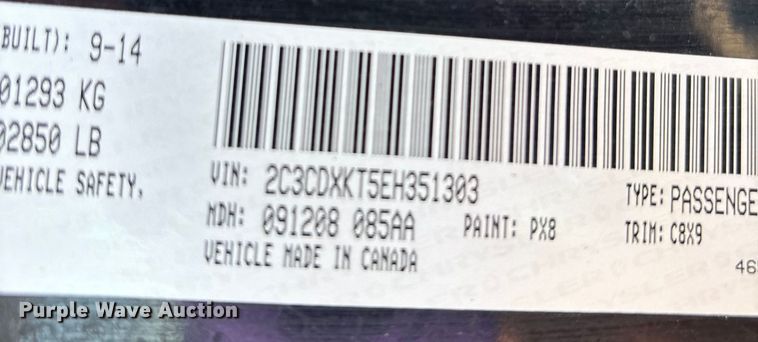 BUILT): 9-14
01293 KG
02850 LB
VEHICLE SAFETY.
VIN: 2C3CDXKT5EH351303
TYPE: PASSENGE
MDH: 091208 085AA
PAINT: PX8
TRIM: C8X9
VEHICLE MADE IN CANADA
46
Purple Wave Auction